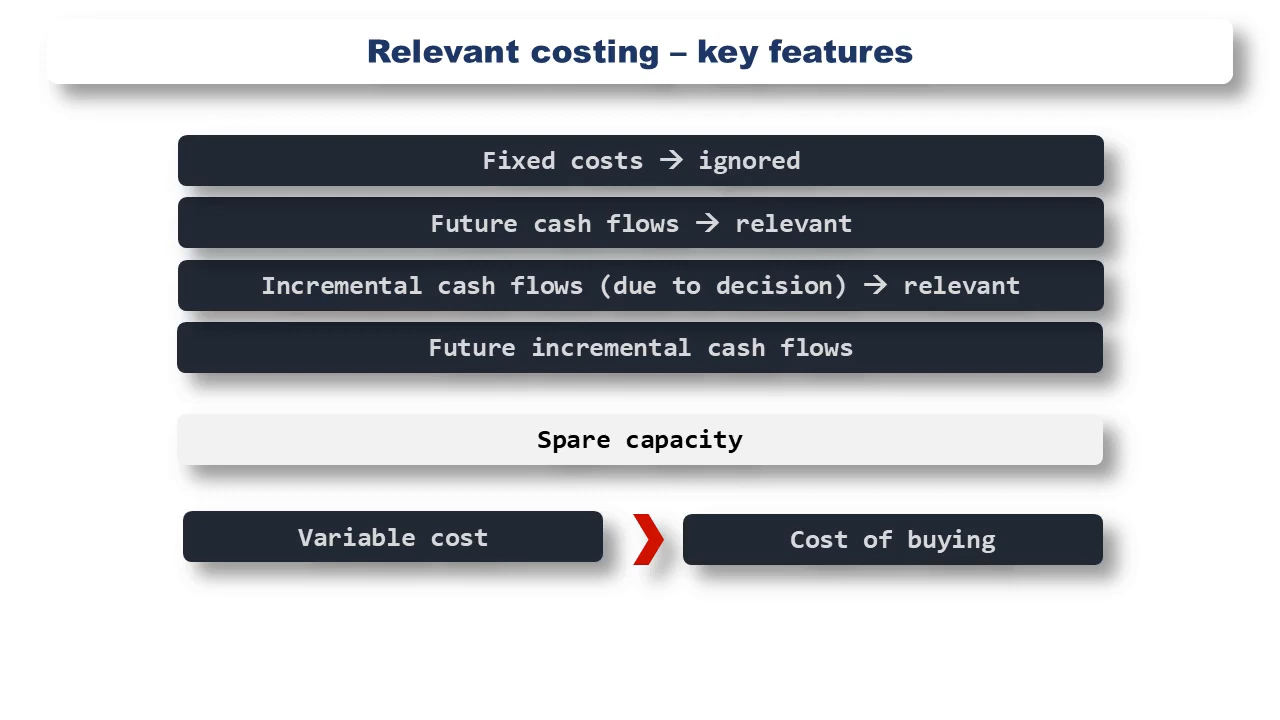 Relevant costing – key features
Fixed costs → ignored
Future cash flows → relevant
Incremental cash flows (due to decision) → relevant
Future incremental cash flows
Spare capacity
Variable cost
Cost of buying